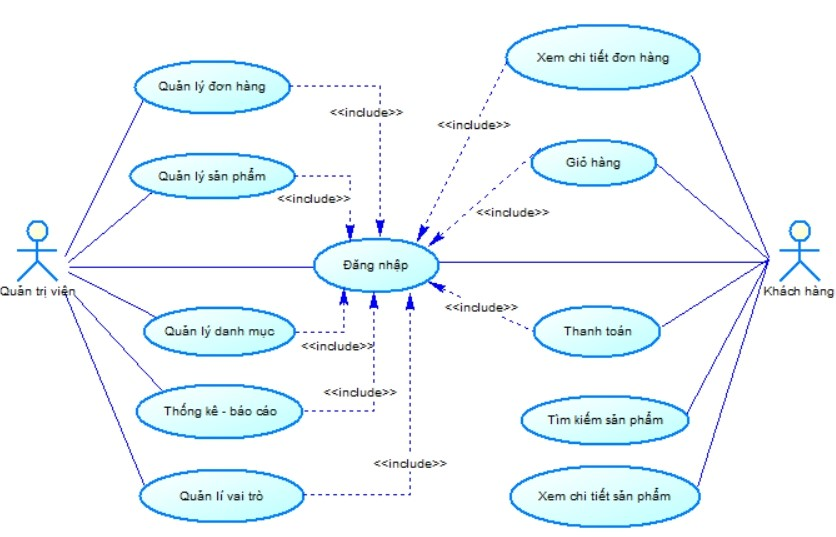 Xem chi tiết đơn hàng
Quản lý đơn hàng
<<include>>
<<include>>
Giỏ hàng
Quản lý sản phẩm
<<include>>
<<include>>
Đăng nhập
Quản trị viên
Khách hàng
<<include>>
Quản lý danh mục
Thanh toán
<<include>>
<<include>>
Thống kê - báo cáo
Tìm kiếm sản phẩm
<<include>>
Quản lí vai trò
Xem chi tiết sản phẩm